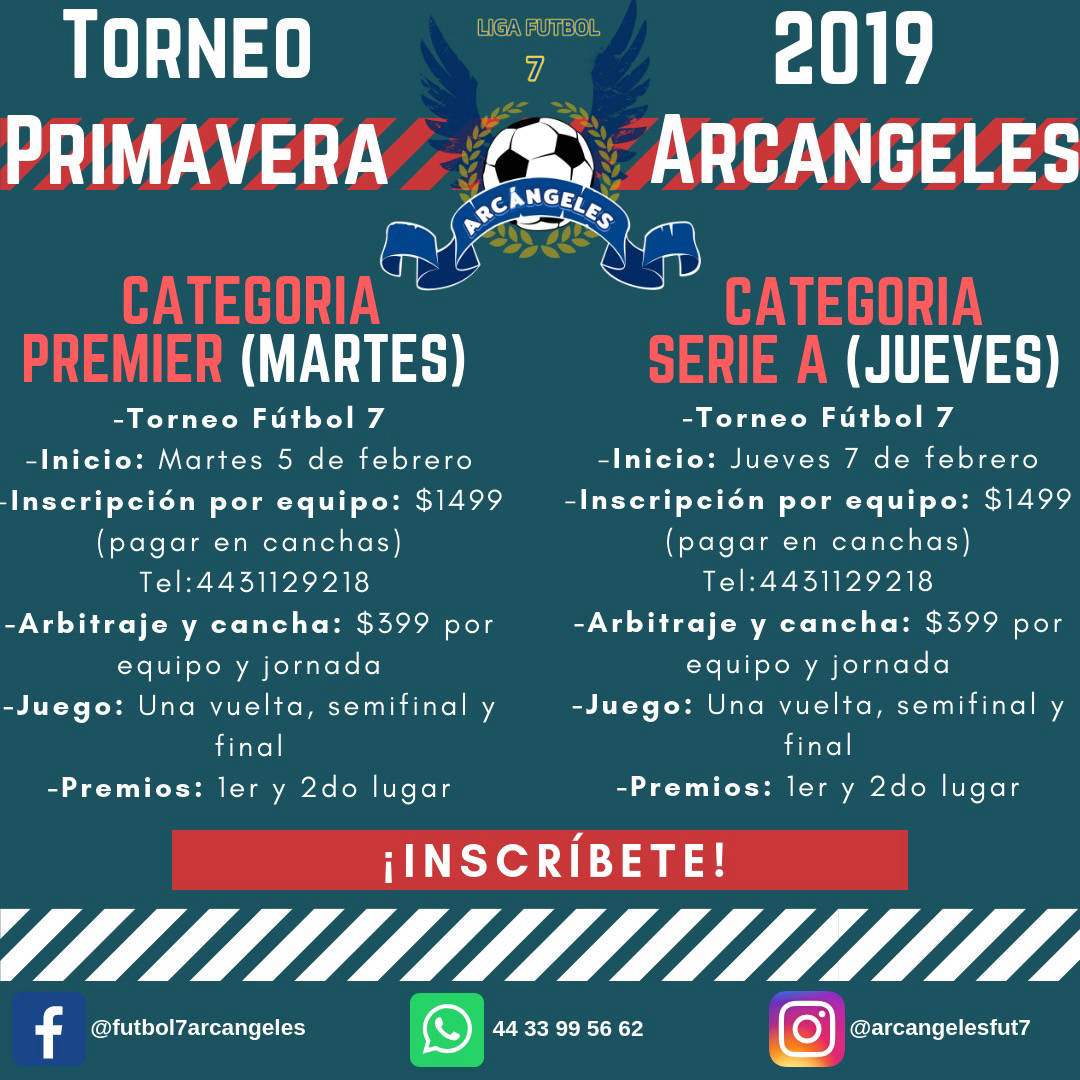 TORNEO
PRIMAVERA
LIGA FUTBOL
7
ARCÁNGELES
2019
ARCANGELES
CATEGORIA
PREMIER (MARTES)
-Torneo Fútbol 7
-Inicio: Martes 5 de febrero
-Inscripción por equipo: $1499
(pagar en canchas)
Tel:4431129218
-Arbitraje y cancha: $399 por
equipo y jornada
-Juego: Una vuelta, semifinal y
final
-Premios: 1er y 2do lugar
CATEGORIA
SERIE A (JUEVES)
-Torneo Fútbol 7
-Inicio: Jueves 7 de febrero
-Inscripción por equipo: $1499
(pagar en canchas)
Tel:4431129218
-Arbitraje y cancha: $399 por
equipo y jornada
-Juego: Una vuelta, semifinal y
final
-Premios: 1er y 2do lugar
¡INSCRÍBETE!
@futbol7arcangeles
44 33 99 56 62
@arcangelesfut7